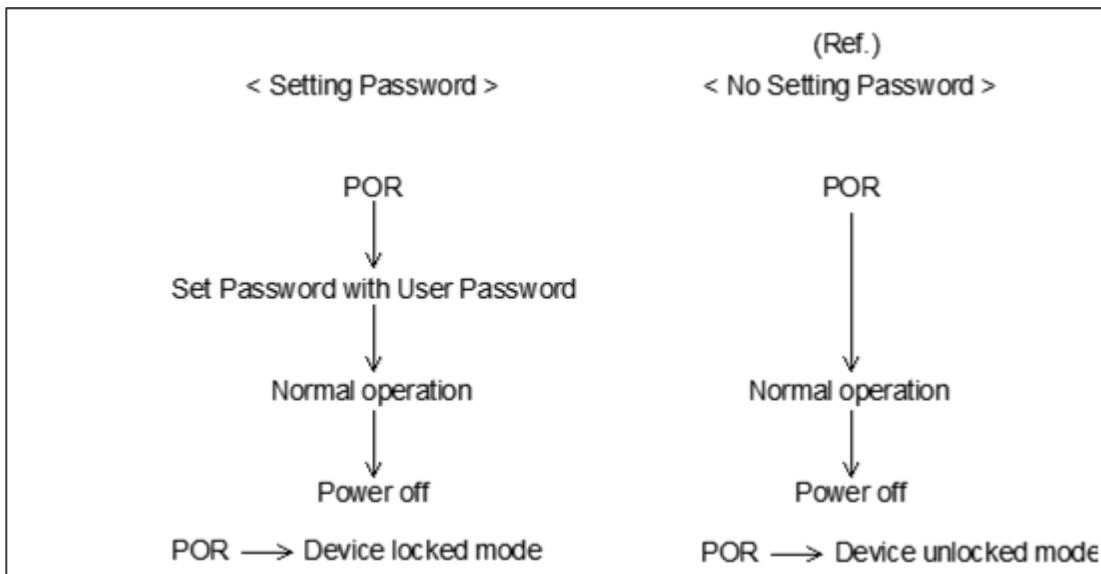 (Ref.)
< Setting Password >
< No Setting Password >
POR
POR
Set Password with User Password
Normal operation
Normal operation
Power off
Power off
POR → Device locked mode
POR → Device unlocked mode